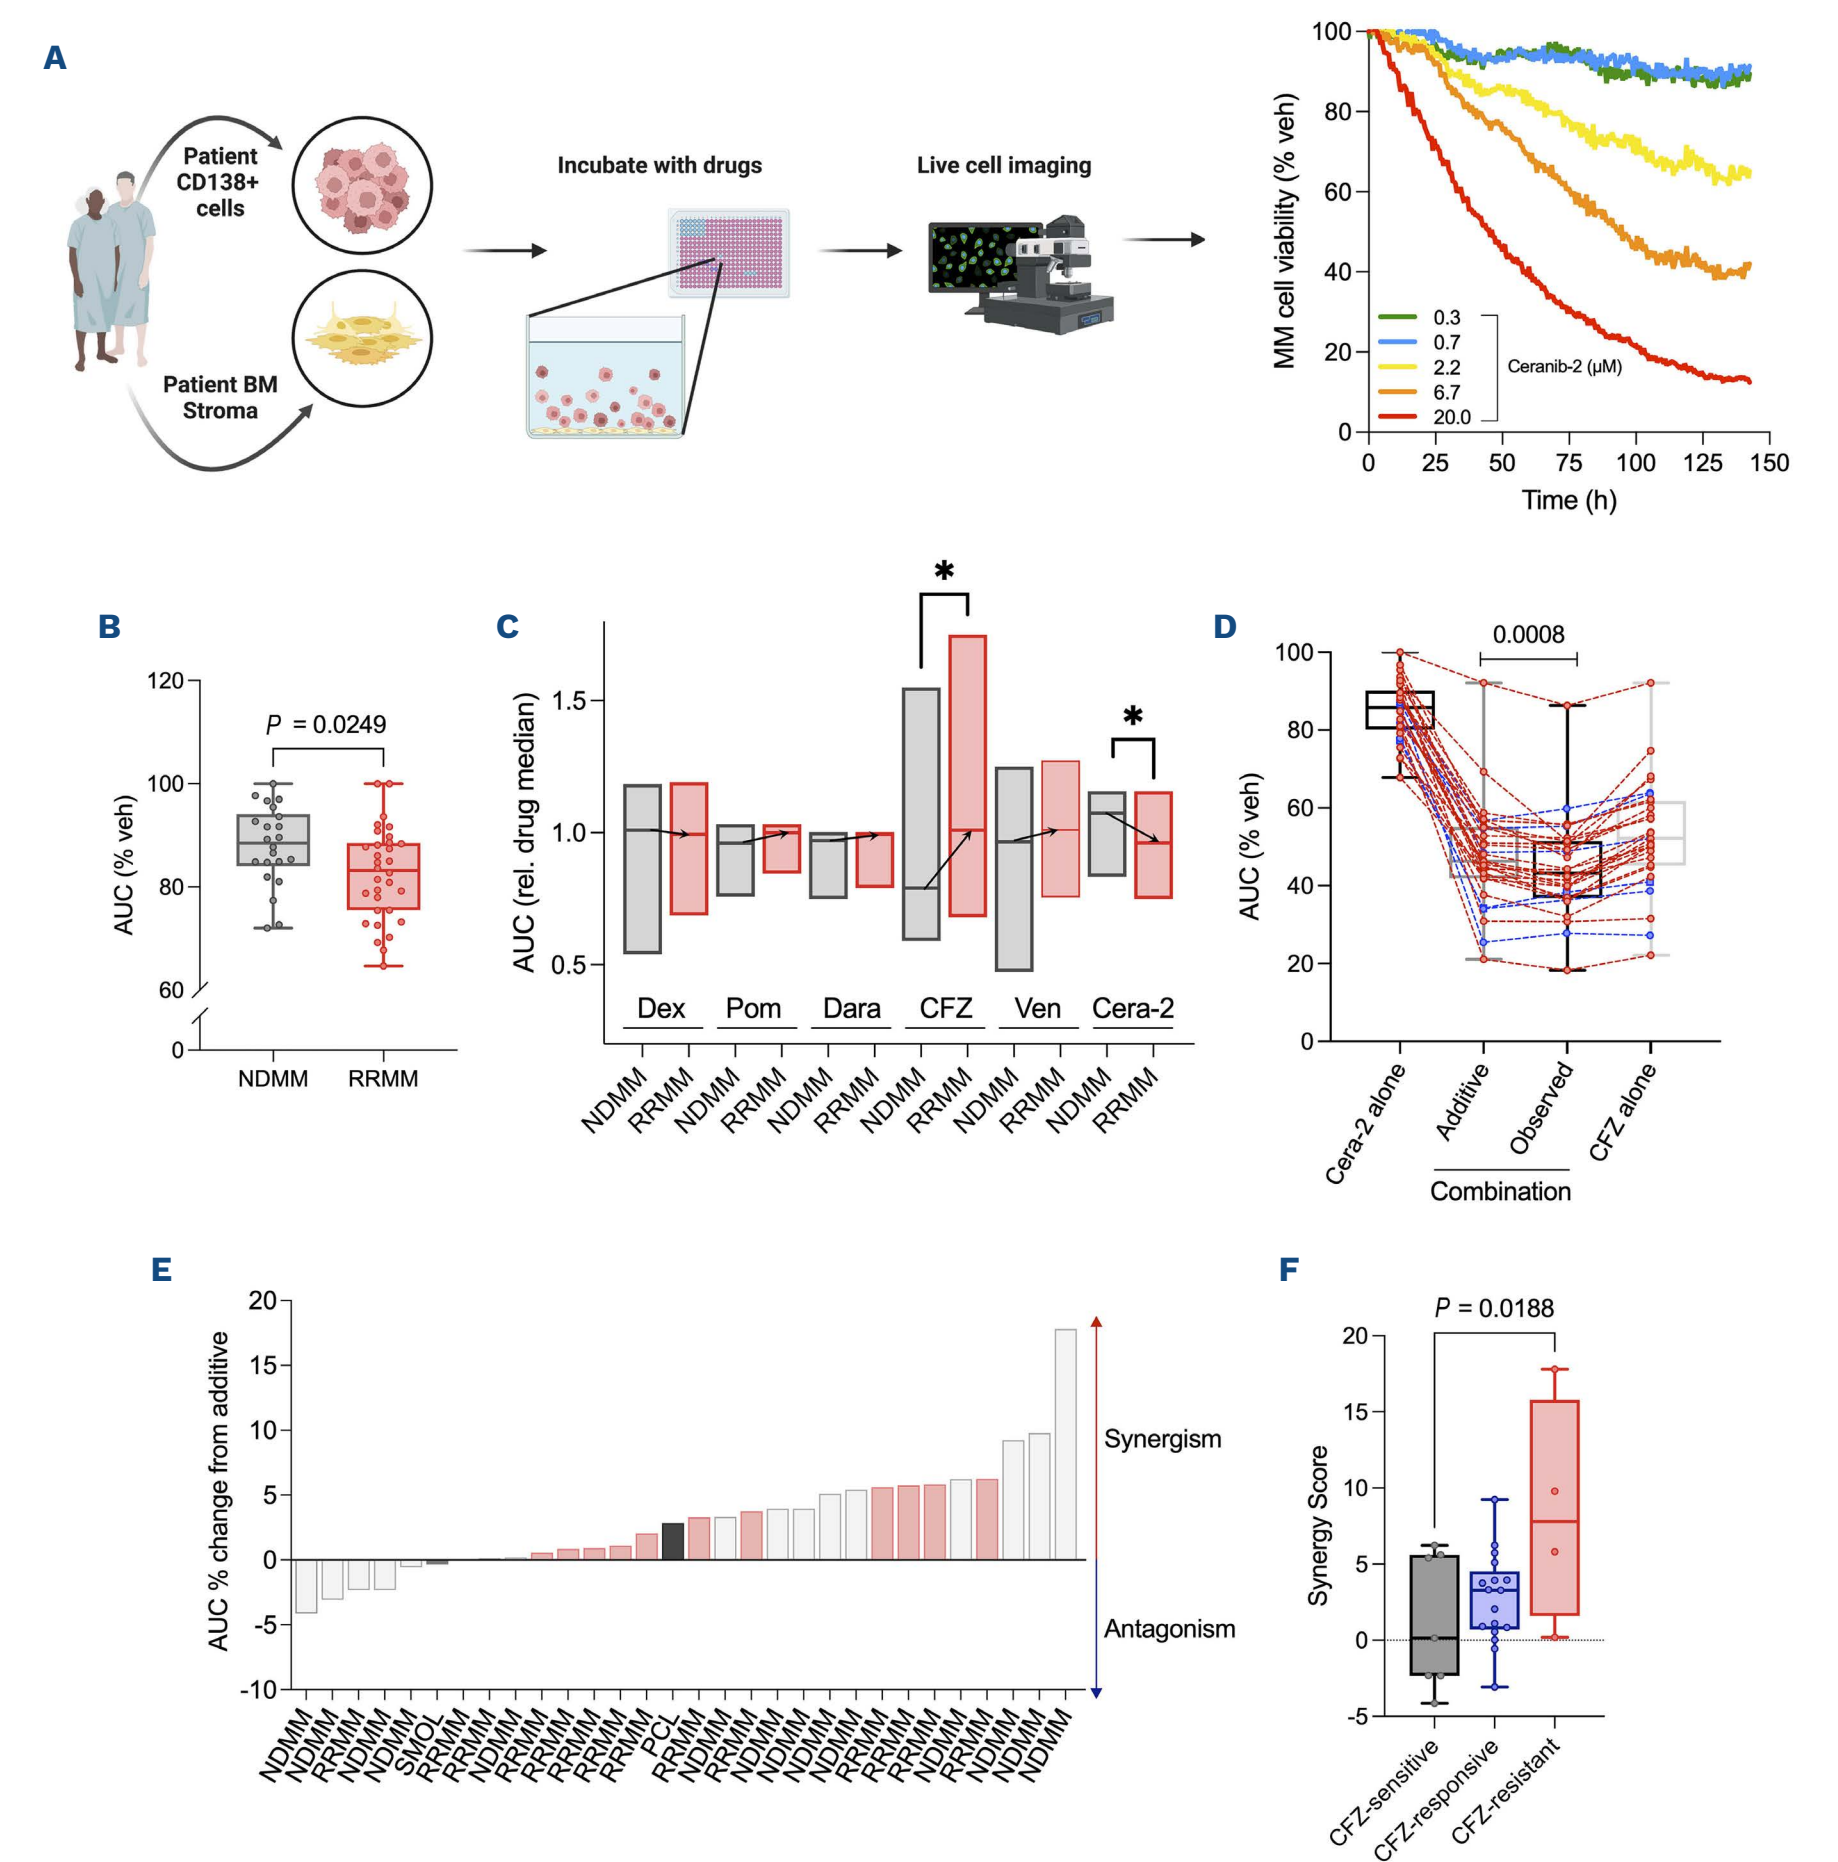 A
Patient
CD138+
cells
Patient BM
Stroma
Incubate with drugs
Live cell imaging
MM cell viability (% veh)
100
80
60
40
20
0
0.3
0.7
2.2
6.7
20.0
Ceranib-2 (µM)
0 25 50 75 100 125 150
Time (h)
B
AUC (% veh)
120
100
80
60
0
P = 0.0249
NDMM RRMM
C
AUC (rel. drug median)
1.5
1.0
0.5
*
*
Dex Pom Dara CFZ Ven Cera-2
NDMM RRMM NDMM RRMM NDMM RRMM NDMM RRMM NDMM RRMM NDMM RRMM
D
AUC (% veh)
100
80
60
40
20
0
0.0008
Cera-2 alone Additive Observed CFZ alone
Combination
E
AUC % change from additive
20
15
10
5
0
-5
-10
Synergism
Antagonism
NDMM NDMM RRMM NDMM NDMM SMOL RRMM RRMM NDMM RRMM RRMM RRMM RRMM RRMM PCL RRMM NDMM RRMM NDMM NDMM NDMM NDMM RRMM RRMM RRMM NDMM RRMM NDMM NDMM NDMM
F
Synergy Score
20
15
10
5
0
-5
P = 0.0188
CFZ-sensitive CFZ-responsive CFZ-resistant